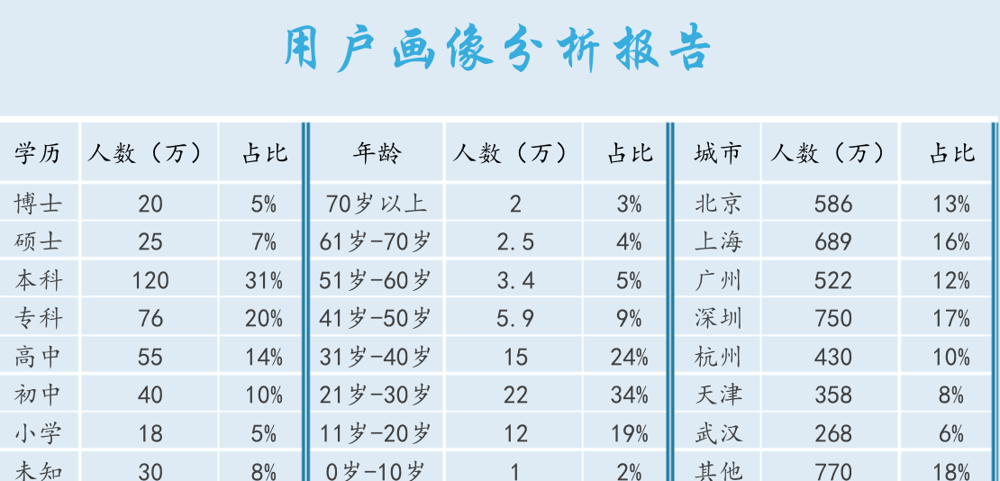 用户画像分析报告
学历 人数（万） 占比 年龄 人数（万） 占比 城市 人数（万） 占比
博士 20 5% 70岁以上 2 3% 北京 586 13%
硕士 25 7% 61岁-70岁 2.5 4% 上海 689 16%
本科 120 31% 51岁-60岁 3.4 5% 广州 522 12%
专科 76 20% 41岁-50岁 5.9 9% 深圳 750 17%
高中 55 14% 31岁-40岁 15 24% 杭州 430 10%
初中 40 10% 21岁-30岁 22 34% 天津 358 8%
小学 18 5% 11岁-20岁 12 19% 武汉 268 6%
未知 30 8% 0岁-10岁 1 2% 其他 770 18%